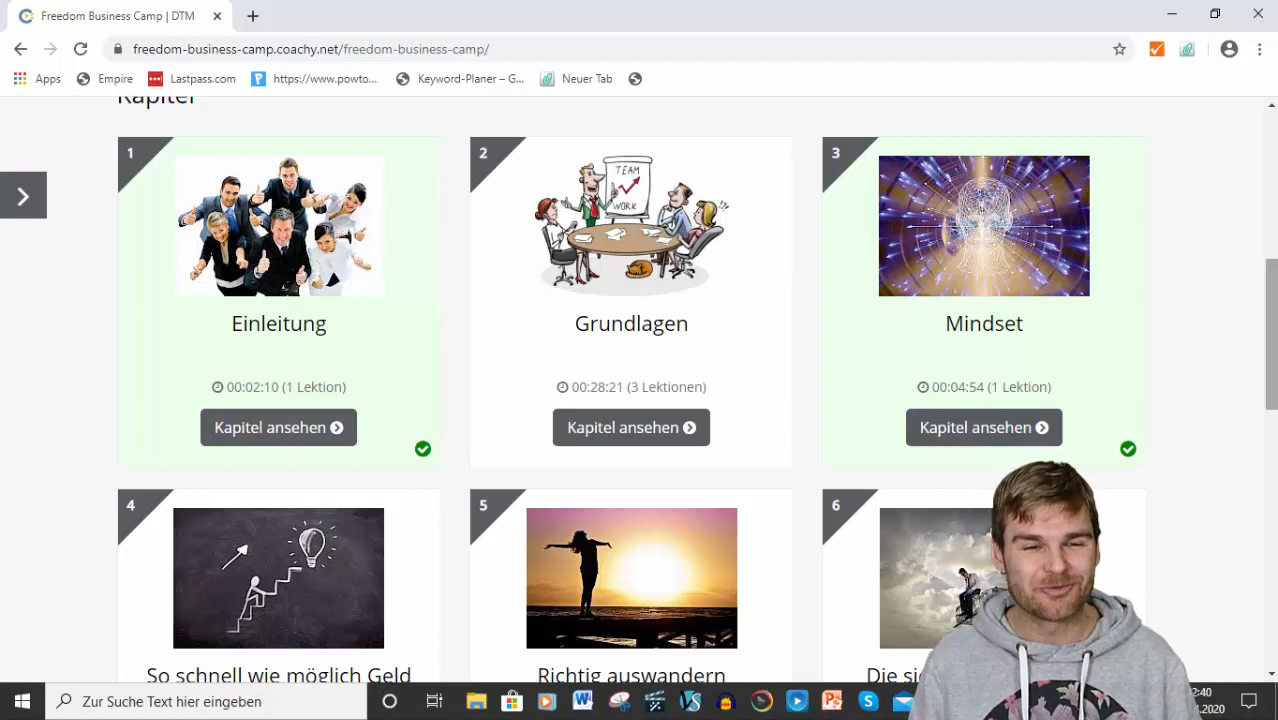 Freedom Business Camp | DTM
freedom-business-camp.coachy.net/freedom-business-camp/
Apps Empire Lastpass.com https://www.powto... Keyword-Planer – G... Neuer Tab
Kapitel
1
2
3
TEAM
WORK
Einleitung
Grundlagen
Mindset
00:02:10 (1 Lektion)
00:28:21 (3 Lektionen)
00:04:54 (1 Lektion)
Kapitel ansehen
Kapitel ansehen
Kapitel ansehen
4
5
6
So schnell wie möglich Geld
Richtig auswandern
Zur Suche Text hier eingeben